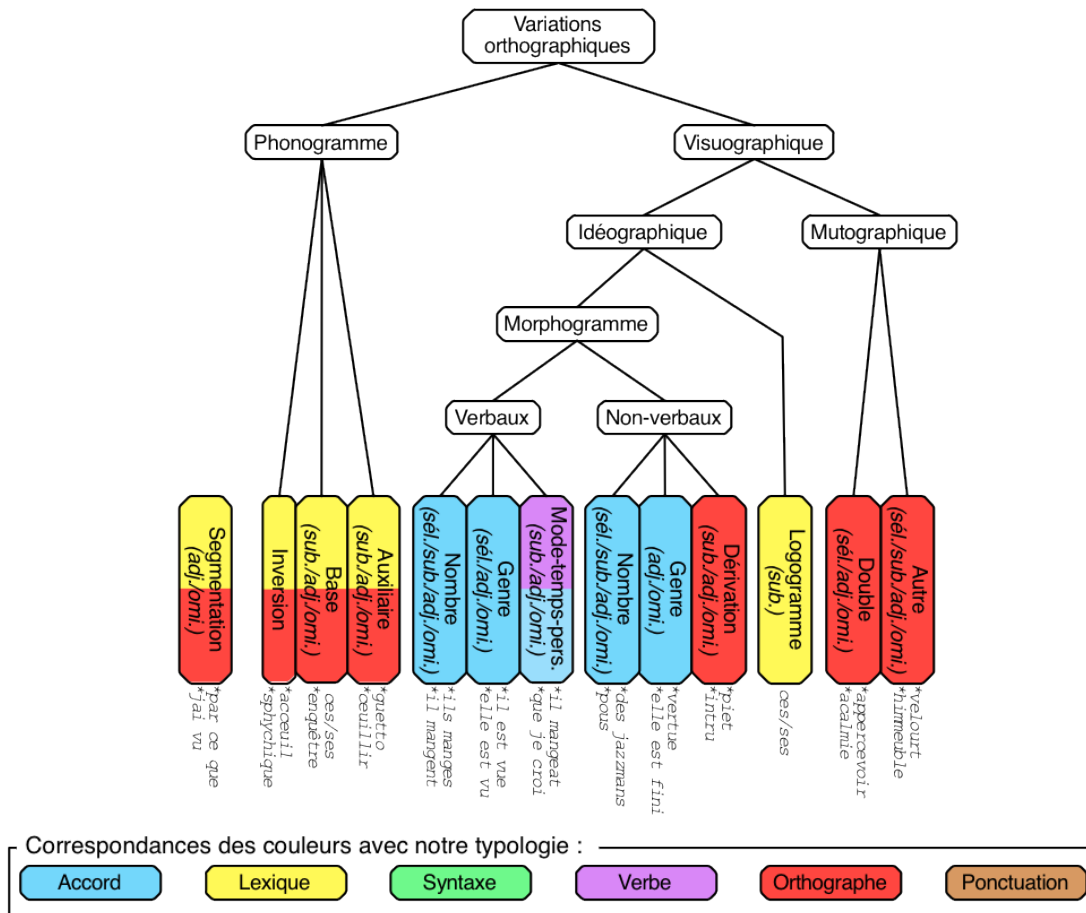 Variations
orthographiques
Phonogramme
Visuographique
Idéographique
Mutographique
Morphogramme
Verbaux
Non-verbaux
Segmentation
(adj./omi.)
Inversion
Base
(sub./adj./omi.)
Auxiliaire
(sub./adj./omi.)
Nombre
(sél./sub./adj./omi.)
Genre
(sél./adj./omi.)
Mode-temps-pers.
(sub./adj./omi.)
Nombre
(sél./sub./adj./omi.)
Genre
(adj./omi.)
Dérivation
(sub./adj./omi.)
Logogramme
(sub.)
Double
(sél./adj./omi.)
Autre
(sél./sub./adj./omi.)
*par ce que
*jai vu
*acceuil
*sphychique
ces/ses
*enquêtre
*guetto
*cœuillir
*ils manges
*il mangent
*il est vue
*elle est vu
*il mangeat
*que je croi
*des jazzmans
*pous
*vertue
*elle est fini
*piet
*intru
ces/ses
*appercevoir
*acalmie
*velourt
*himmeuble
Correspondances des couleurs avec notre typologie :
Accord
Lexique
Syntaxe
Verbe
Orthographe
Ponctuation